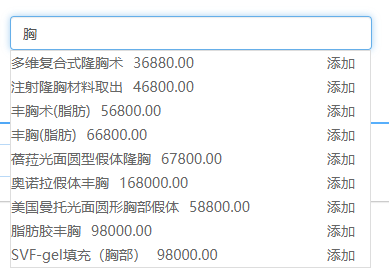 胸
多维复合式隆胸术 36880.00 添加
注射隆胸材料取出 46800.00 添加
丰胸术(脂肪) 56800.00 添加
丰胸(脂肪) 66800.00 添加
蓓菈光面圆型假体隆胸 67800.00 添加
奥诺拉假体丰胸 168000.00 添加
美国曼托光面圆形胸部假体 58800.00 添加
脂肪胶丰胸 98000.00 添加
SVF-gel填充（胸部） 98000.00 添加